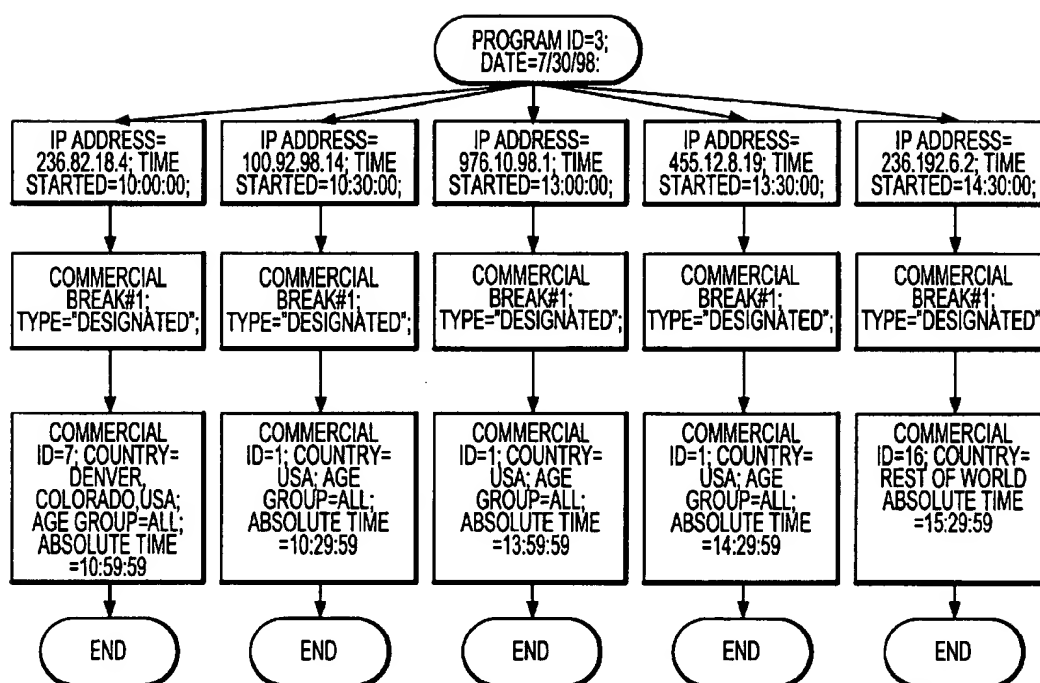 PROGRAM ID=3;
DATE=7/30/98:
IP ADDRESS=
236.82.18.4; TIME
STARTED=10:00:00;
IP ADDRESS=
100.92.98.14; TIME
STARTED=10:30:00;
IP ADDRESS=
976.10.98.1; TIME
STARTED=13:00:00;
IP ADDRESS=
455.12.8.19; TIME
STARTED=13:30:00;
IP ADDRESS=
236.192.6.2; TIME
STARTED=14:30:00;
COMMERCIAL
BREAK#1;
TYPE="DESIGNATED";
COMMERCIAL
BREAK#1;
TYPE="DESIGNATED";
COMMERCIAL
BREAK#1;
TYPE="DESIGNATED";
COMMERCIAL
BREAK#1;
TYPE="DESIGNATED";
COMMERCIAL
BREAK#1;
TYPE="DESIGNATED"
COMMERCIAL
ID=7; COUNTRY=
DENVER,
COLORADO,USA;
AGE GROUP=ALL;
ABSOLUTE TIME
=10:59:59
COMMERCIAL
ID=1; COUNTRY=
USA; AGE
GROUP=ALL;
ABSOLUTE TIME
=10:29:59
COMMERCIAL
ID=1; COUNTRY=
USA; AGE
GROUP=ALL;
ABSOLUTE TIME
=13:59:59
COMMERCIAL
ID=1; COUNTRY=
USA; AGE
GROUP=ALL;
ABSOLUTE TIME
=14:29:59
COMMERCIAL
ID=16; COUNTRY=
REST OF WORLD
ABSOLUTE TIME
=15:29:59
END
END
END
END
END